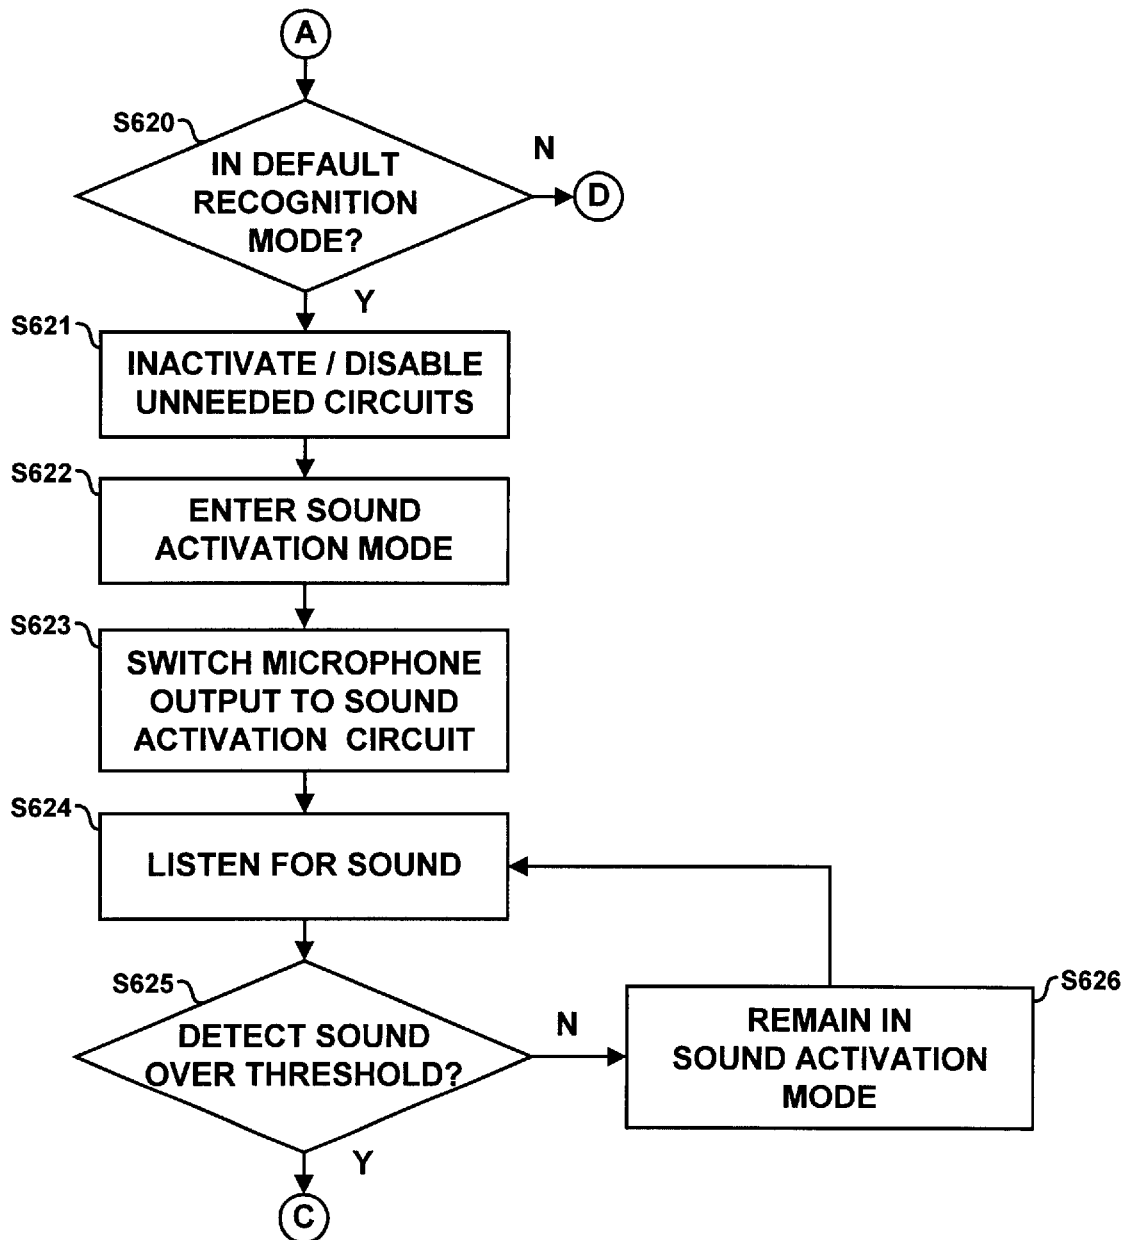 A
S620
IN DEFAULT
RECOGNITION
MODE?
N
D
Y
S621
INACTIVATE / DISABLE
UNNEEDED CIRCUITS
S622
ENTER SOUND
ACTIVATION MODE
S623
SWITCH MICROPHONE
OUTPUT TO SOUND
ACTIVATION CIRCUIT
S624
LISTEN FOR SOUND
S625
DETECT SOUND
OVER THRESHOLD?
N
S626
REMAIN IN
SOUND ACTIVATION
MODE
Y
C